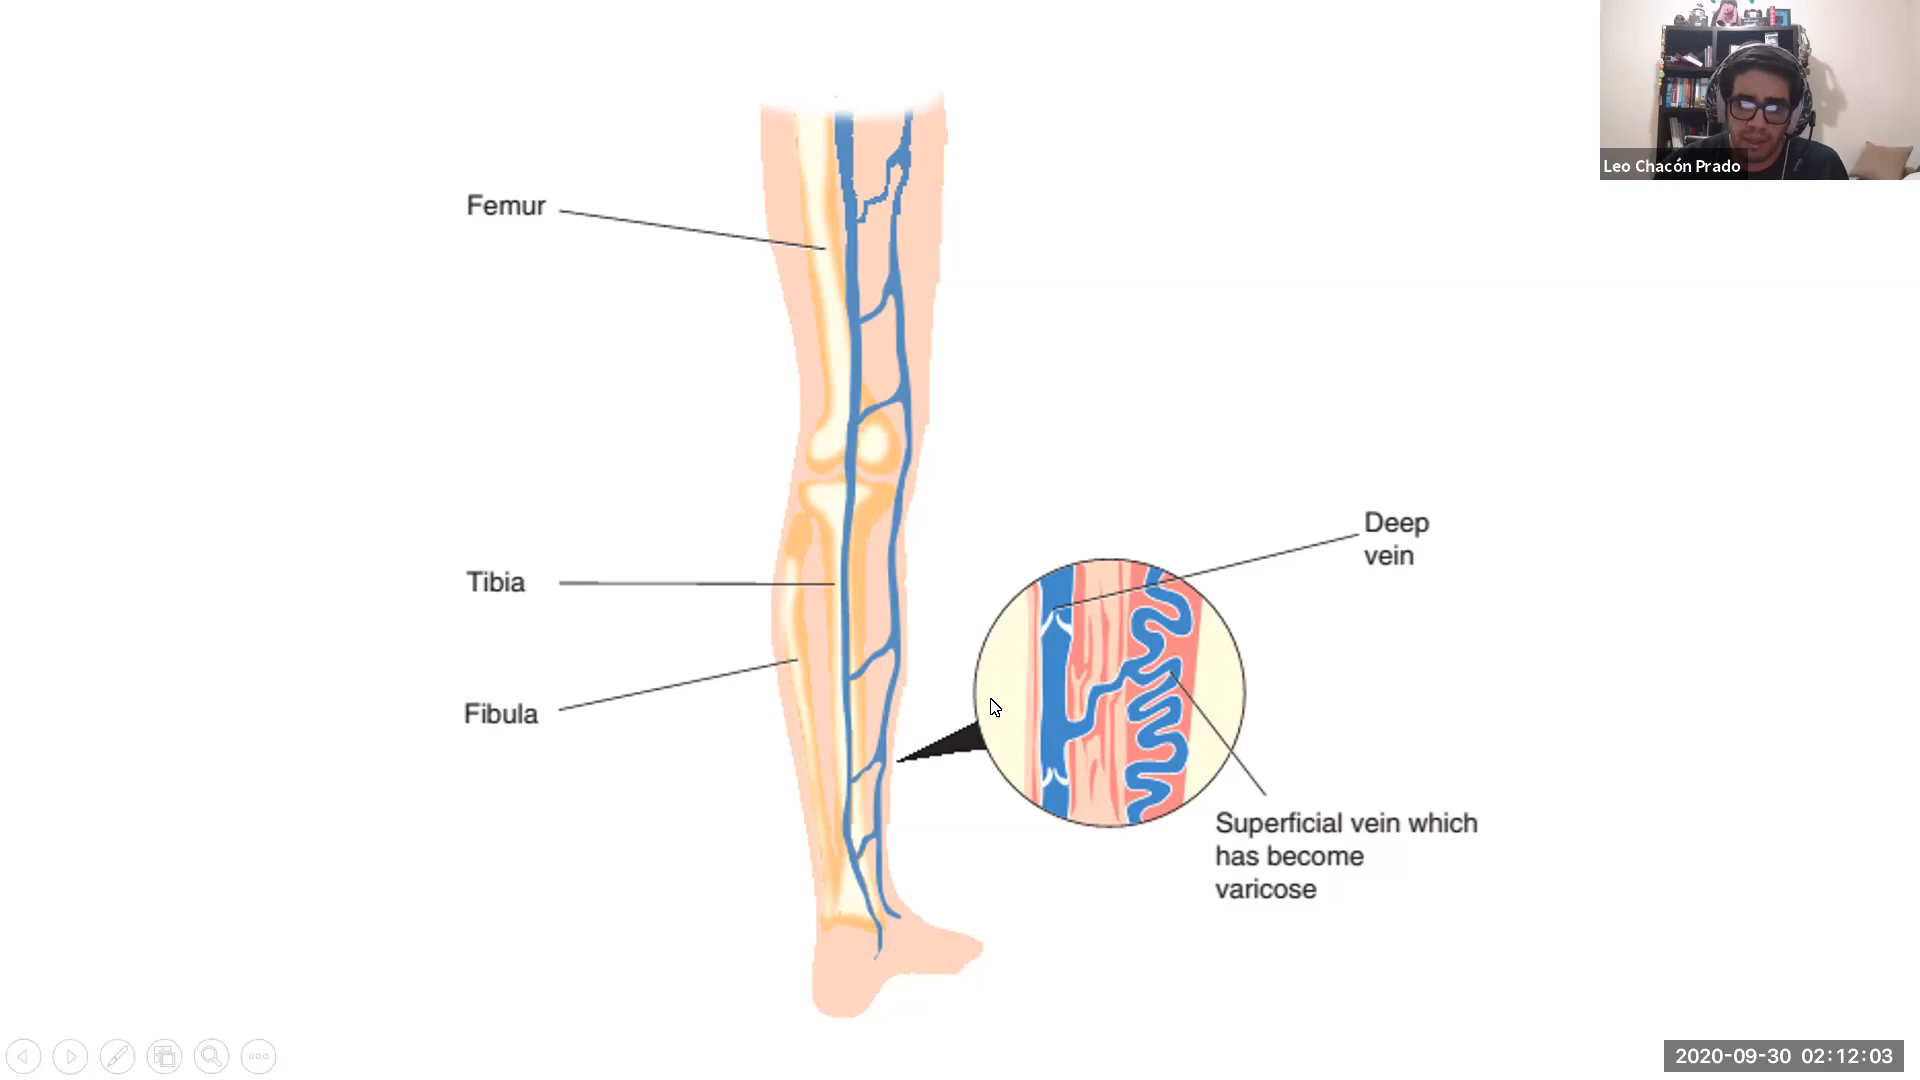 Leo Chacón Prado
Femur
Deep
vein
Tibia
Fibula
Superficial vein which
has become
varicose
2020-09-30 02:12:03